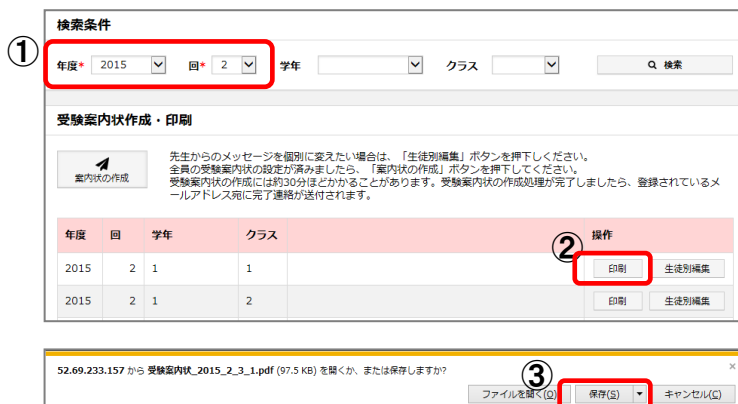 検索条件
① 年度* 2015 回* 2 学年 クラス 検索
受験案内状作成・印刷
案内状の作成
先生からのメッセージを個別に変えたい場合は、「生徒別編集」ボタンを押下しください。
全員の受験案内状の設定が済みましたら、「案内状の作成」ボタンを押下してください。
受験案内状の作成には約30分ほどかかることがあります。受験案内状の作成処理が完了しましたら、登録されているメ
ールアドレス宛に完了連絡が送付されます。
年度 回 学年 クラス 操作
②
2015 2 1 1 印刷 生徒別編集
2015 2 1 2 印刷 生徒別編集
52.69.233.157 から 受験案内状_2015_2_3_1.pdf (97.5 KB) を開くか、または保存しますか? ×
③
ファイルを開く(O) 保存(S) ▼ キャンセル(C)